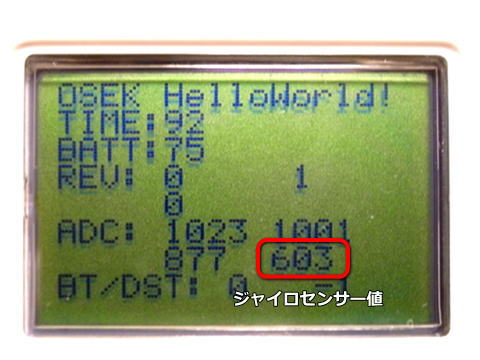 OSEK HelloWorld!
TIME:92
BATT:75
REV: 0 1
0
ADC: 1023 1001
877 603
BT/DST: 0 -1
ジャイロセンサー値